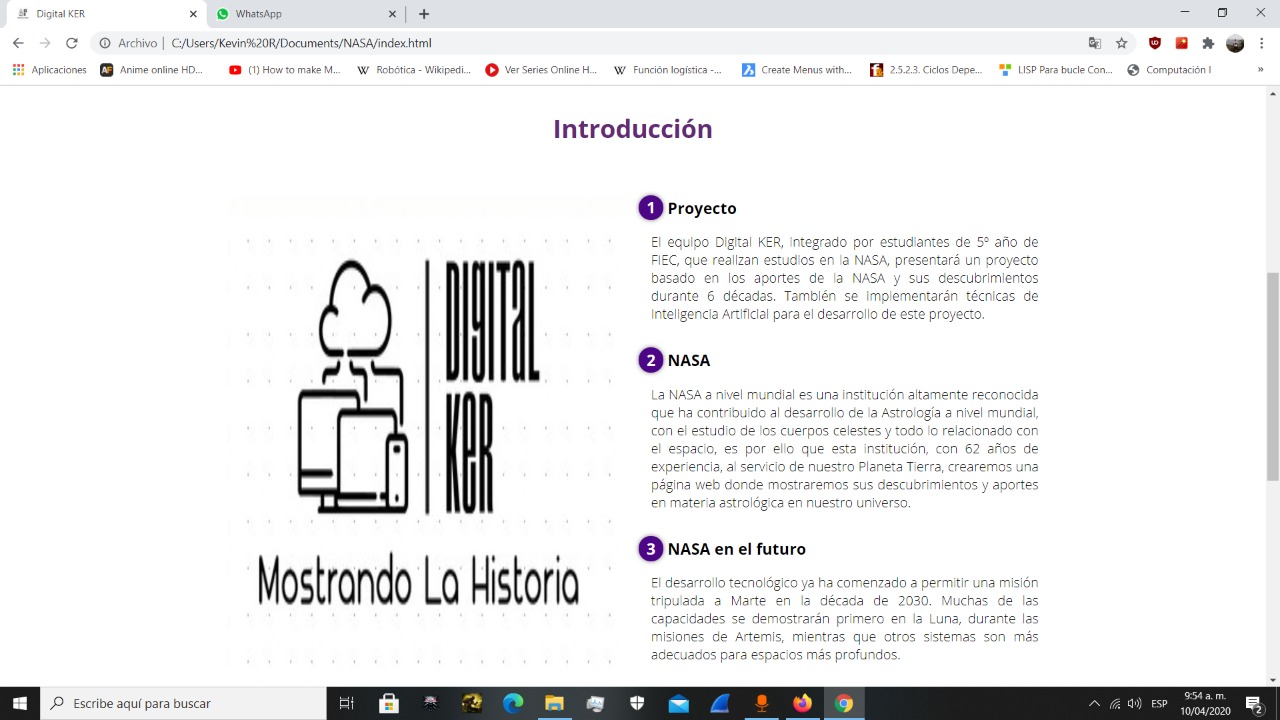 Digital KER
WhatsApp
Archivo | C:/Users/Kevin%20R/Documents/NASA/index.html
Aplicaciones
Anime online HD...
(1) How to make M...
Robótica - Wikipedi...
Ver Series Online H...
Función logística -...
Create Menus with...
2.5.2.3. Ciclos Depe...
LISP Para bucle Con...
Computación I
»
Introducción
DIGITAL
KER
Mostrando La Historia
1 Proyecto
El equipo Digital KER, integrado por estudiantes de 5º año de
FIEC, que realizan estudios en la NASA, presentará un proyecto
basado en los aportes de la NASA y sus descubrimientos
durante 6 décadas. También se implementarán técnicas de
Inteligencia Artificial para el desarrollo de este proyecto.
2 NASA
La NASA a nivel mundial es una institución altamente reconocida
que ha contribuido al desarrollo de la Astrología a nivel mundial,
con el estudio de los cuerpos celestes y todo lo relacionado con
el espacio, es por ello que esta institución, con 62 años de
experiencia, al servicio de nuestro Planeta Tierra, crearemos una
página web donde mostraremos sus descubrimientos y aportes
en materia astrológica en nuestro universo.
3 NASA en el futuro
El desarrollo tecnológico ya ha comenzado a permitir una misión
tripulada a Marte en la década de 2030. Muchas de las
capacidades se demostrarán primero en la Luna, durante las
misiones de Artemis, mientras que otros sistemas son más
adecuados para espacios más profundos.
Escribe aquí para buscar
ESP
9:54 a. m.
10/04/2020
2